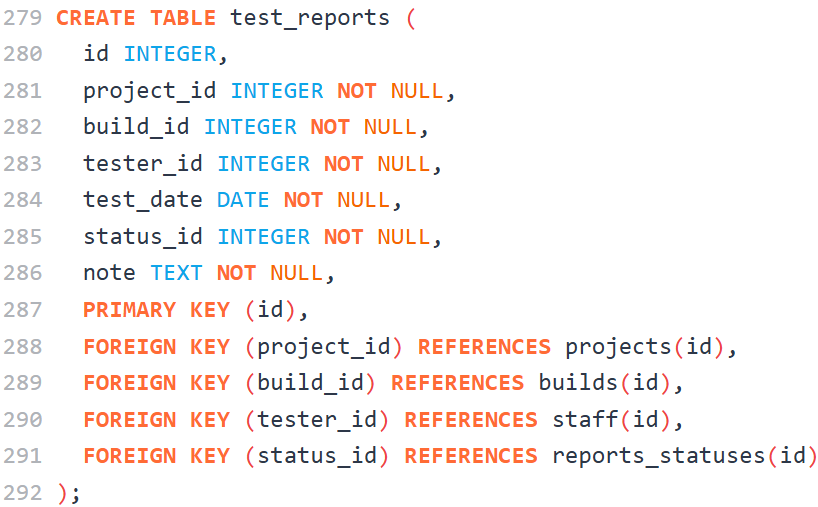 279 CREATE TABLE test_reports (
280   id INTEGER,
281   project_id INTEGER NOT NULL,
282   build_id INTEGER NOT NULL,
283   tester_id INTEGER NOT NULL,
284   test_date DATE NOT NULL,
285   status_id INTEGER NOT NULL,
286   note TEXT NOT NULL,
287   PRIMARY KEY (id),
288   FOREIGN KEY (project_id) REFERENCES projects(id),
289   FOREIGN KEY (build_id) REFERENCES builds(id),
290   FOREIGN KEY (tester_id) REFERENCES staff(id),
291   FOREIGN KEY (status_id) REFERENCES reports_statuses(id)
292 );